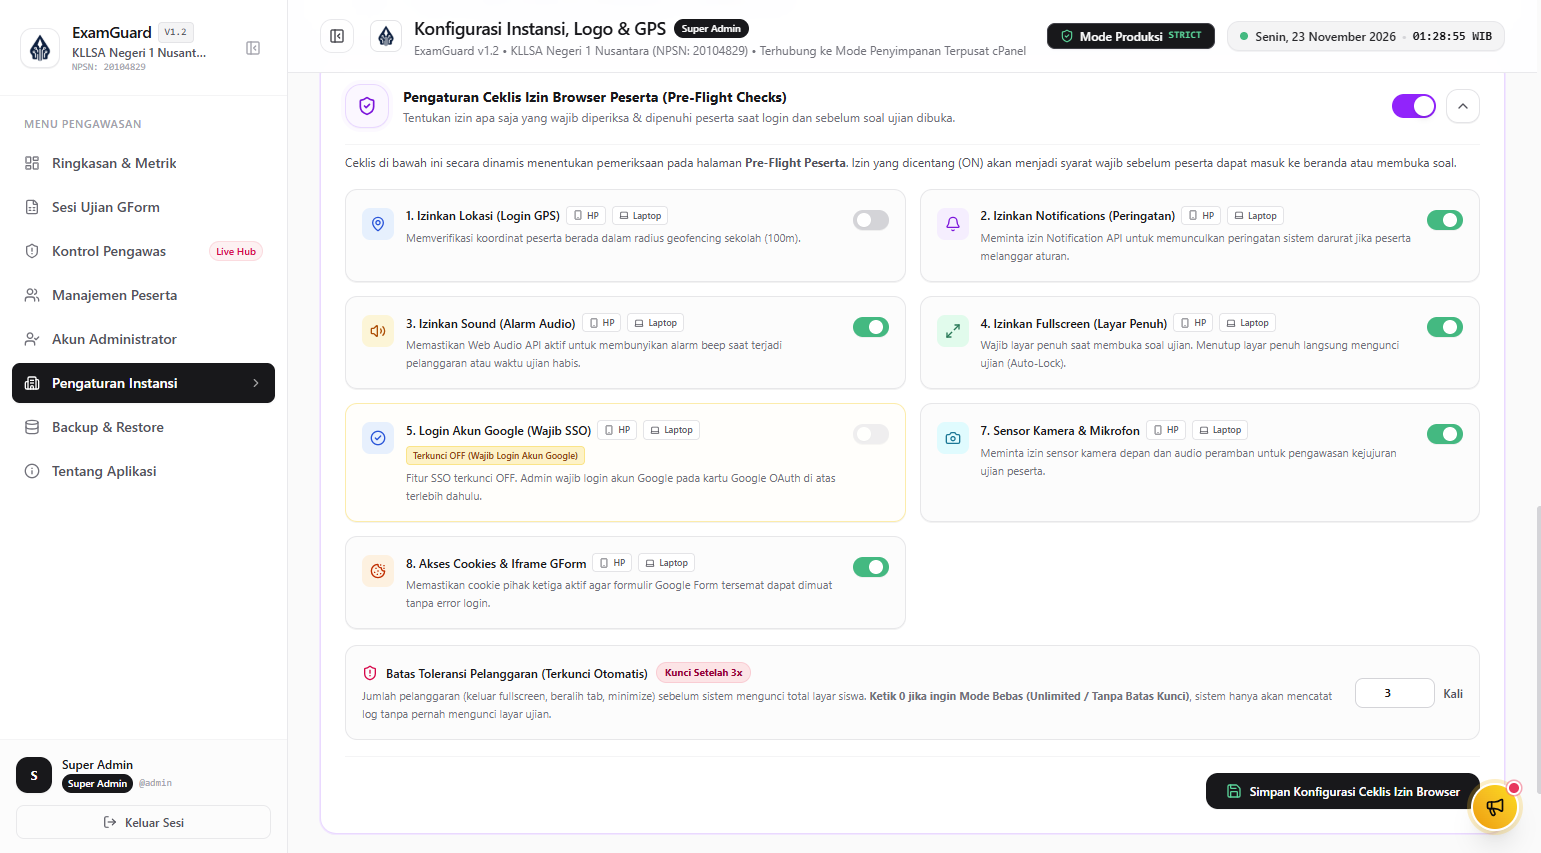 ExamGuard V1.2
KLLSA Negeri 1 Nusant...
NPSN: 20104829
MENU PENGAWASAN
Ringkasan & Metrik
Sesi Ujian GForm
Kontrol Pengawas Live Hub
Manajemen Peserta
Akun Administrator
Pengaturan Instansi
Backup & Restore
Tentang Aplikasi
S
Super Admin
Super Admin @admin
Keluar Sesi
Konfigurasi Instansi, Logo & GPS Super Admin
ExamGuard v1.2 • KLLSA Negeri 1 Nusantara (NPSN: 20104829) • Terhubung ke Mode Penyimpanan Terpusat cPanel
Mode Produksi STRICT
Senin, 23 November 2026 • 01:28:55 WIB
Pengaturan Ceklis Izin Browser Peserta (Pre-Flight Checks)
Tentukan izin apa saja yang wajib diperiksa & dipenuhi peserta saat login dan sebelum soal ujian dibuka.
Ceklis di bawah ini secara dinamis menentukan pemeriksaan pada halaman Pre-Flight Peserta. Izin yang dicentang (ON) akan menjadi syarat wajib sebelum peserta dapat masuk ke beranda atau membuka soal.
1. Izinkan Lokasi (Login GPS) HP Laptop
Memverifikasi koordinat peserta berada dalam radius geofencing sekolah (100m).
2. Izinkan Notifications (Peringatan) HP Laptop
Meminta izin Notification API untuk memunculkan peringatan sistem darurat jika peserta
melanggar aturan.
3. Izinkan Sound (Alarm Audio) HP Laptop
Memastikan Web Audio API aktif untuk membunyikan alarm beep saat terjadi
pelanggaran atau waktu ujian habis.
4. Izinkan Fullscreen (Layar Penuh) HP Laptop
Wajib layar penuh saat membuka soal ujian. Menutup layar penuh langsung mengunci
ujian (Auto-Lock).
5. Login Akun Google (Wajib SSO) HP Laptop
Terkunci OFF (Wajib Login Akun Google)
Fitur SSO terkunci OFF. Admin wajib login akun Google pada kartu Google OAuth di atas
terlebih dahulu.
7. Sensor Kamera & Mikrofon HP Laptop
Meminta izin sensor kamera depan dan audio peramban untuk pengawasan kejujuran
ujian peserta.
8. Akses Cookies & Iframe GForm HP Laptop
Memastikan cookie pihak ketiga aktif agar formulir Google Form tersemat dapat dimuat
tanpa error login.
Batas Toleransi Pelanggaran (Terkunci Otomatis) Kunci Setelah 3x
Jumlah pelanggaran (keluar fullscreen, beralih tab, minimize) sebelum sistem mengunci total layar siswa. Ketik 0 jika ingin Mode Bebas (Unlimited / Tanpa Batas Kunci), sistem hanya akan mencatat
log tanpa pernah mengunci layar ujian.
3 Kali
Simpan Konfigurasi Ceklis Izin Browser